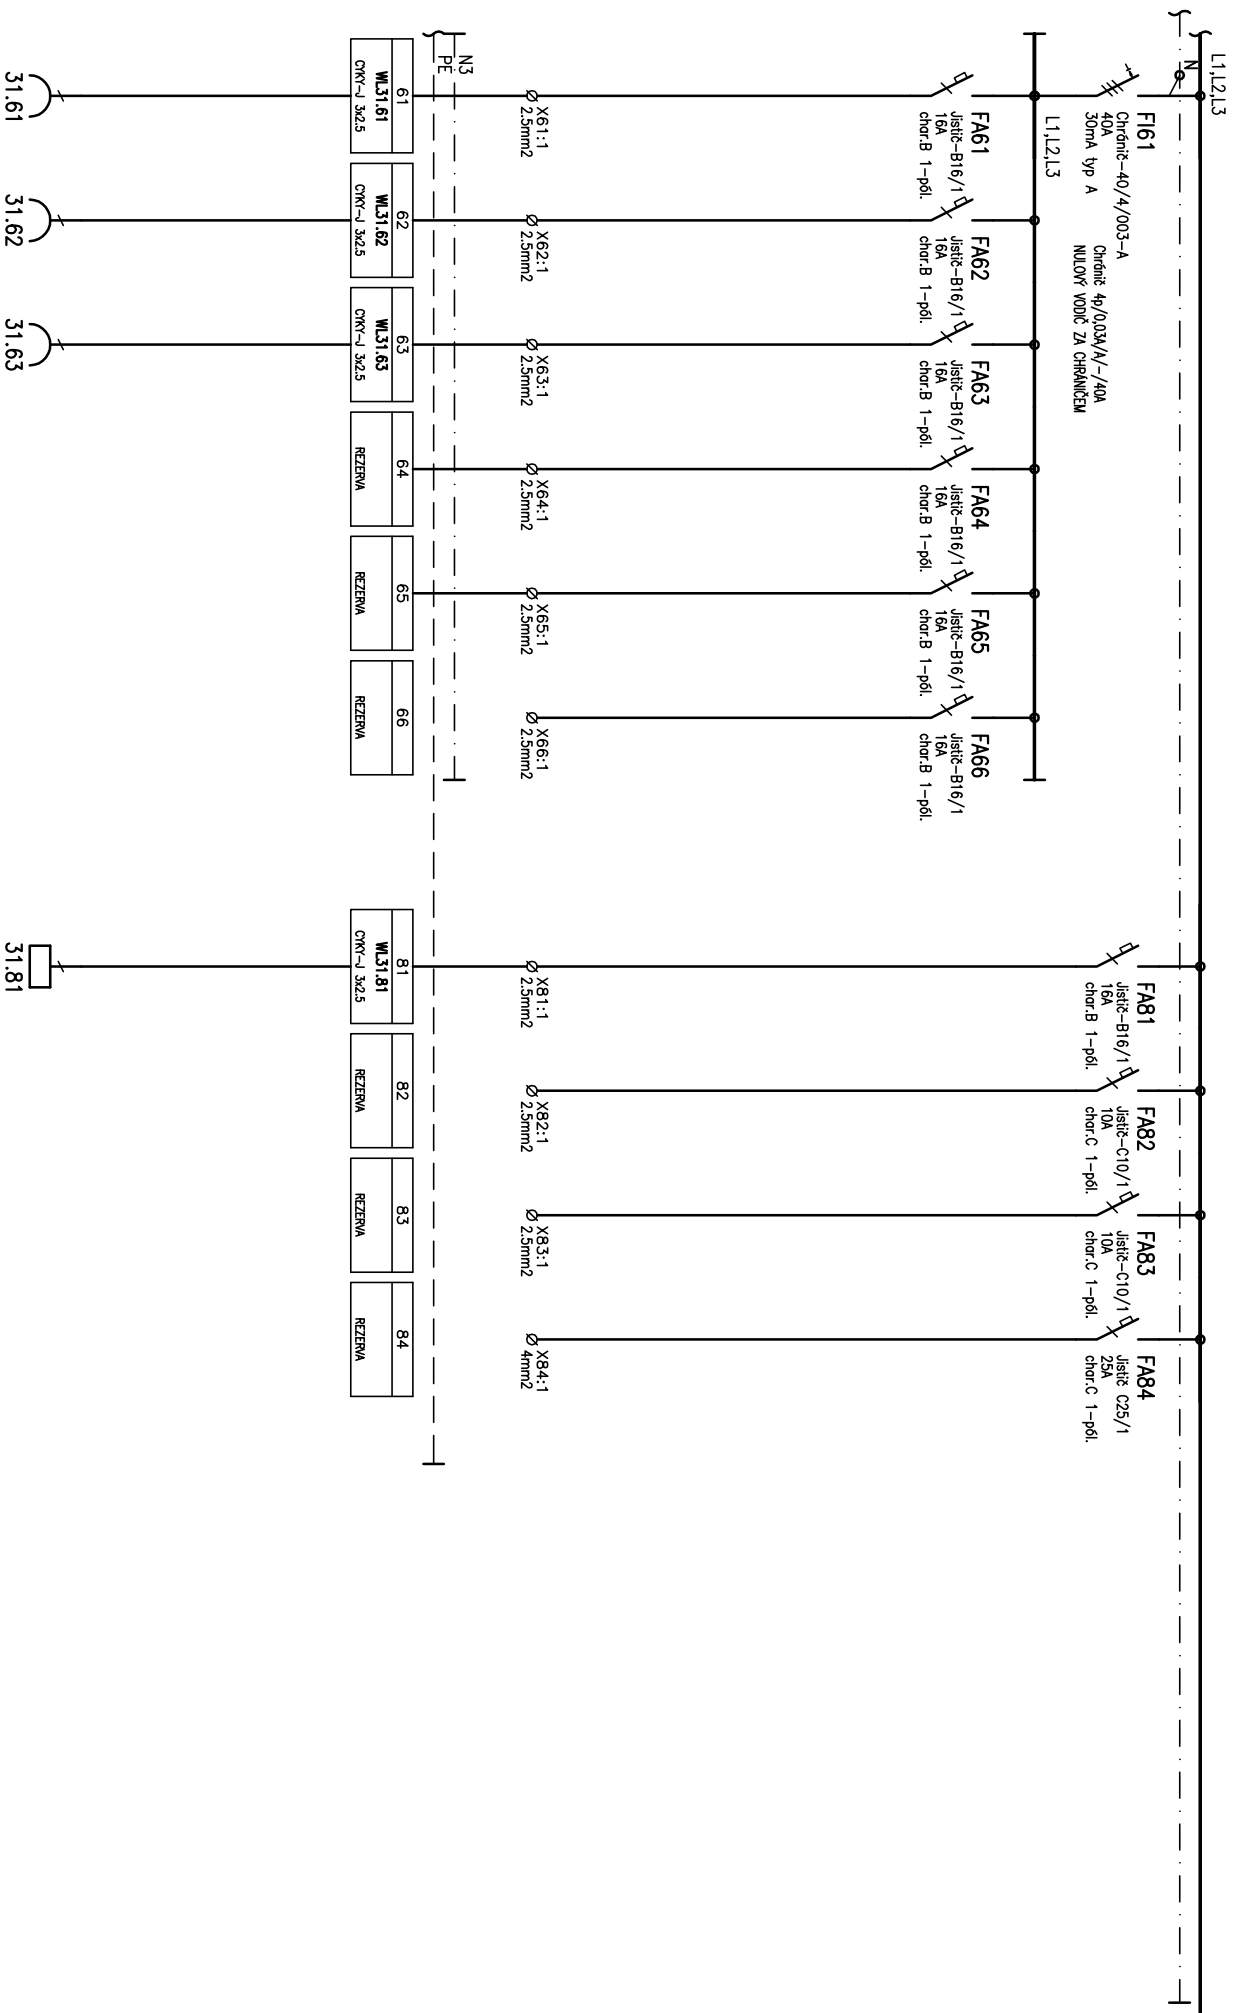 L1,L2,L3
N
FI61
Chránič-40/4/003-A
40A
30mA typ A
Chránič 4p/0,03A/A/-/40A
NULOVÝ VODIČ ZA CHRÁNIČEM
L1,L2,L3
FA61
Jistič-B16/1
16A
char.B 1-pól.
FA62
Jistič-B16/1
16A
char.B 1-pól.
FA63
Jistič-B16/1
16A
char.B 1-pól.
FA64
Jistič-B16/1
16A
char.B 1-pól.
FA65
Jistič-B16/1
16A
char.B 1-pól.
FA66
Jistič-B16/1
16A
char.B 1-pól.
FA81
Jistič-B16/1
16A
char.B 1-pól.
FA82
Jistič-C10/1
10A
char.C 1-pól.
FA83
Jistič-C10/1
10A
char.C 1-pól.
FA84
Jistič C25/1
25A
char.C 1-pól.
X61:1
2.5mm2
X62:1
2.5mm2
X63:1
2.5mm2
X64:1
2.5mm2
X65:1
2.5mm2
X66:1
2.5mm2
X81:1
2.5mm2
X82:1
2.5mm2
X83:1
2.5mm2
X84:1
4mm2
N3
PE
61
WL31.61
CYKY-J 3x2.5
62
WL31.62
CYKY-J 3x2.5
63
WL31.63
CYKY-J 3x2.5
64
REZERVA
65
REZERVA
66
REZERVA
81
WL31.81
CYKY-J 3x2.5
82
REZERVA
83
REZERVA
84
REZERVA
31.61
31.62
31.63
31.81